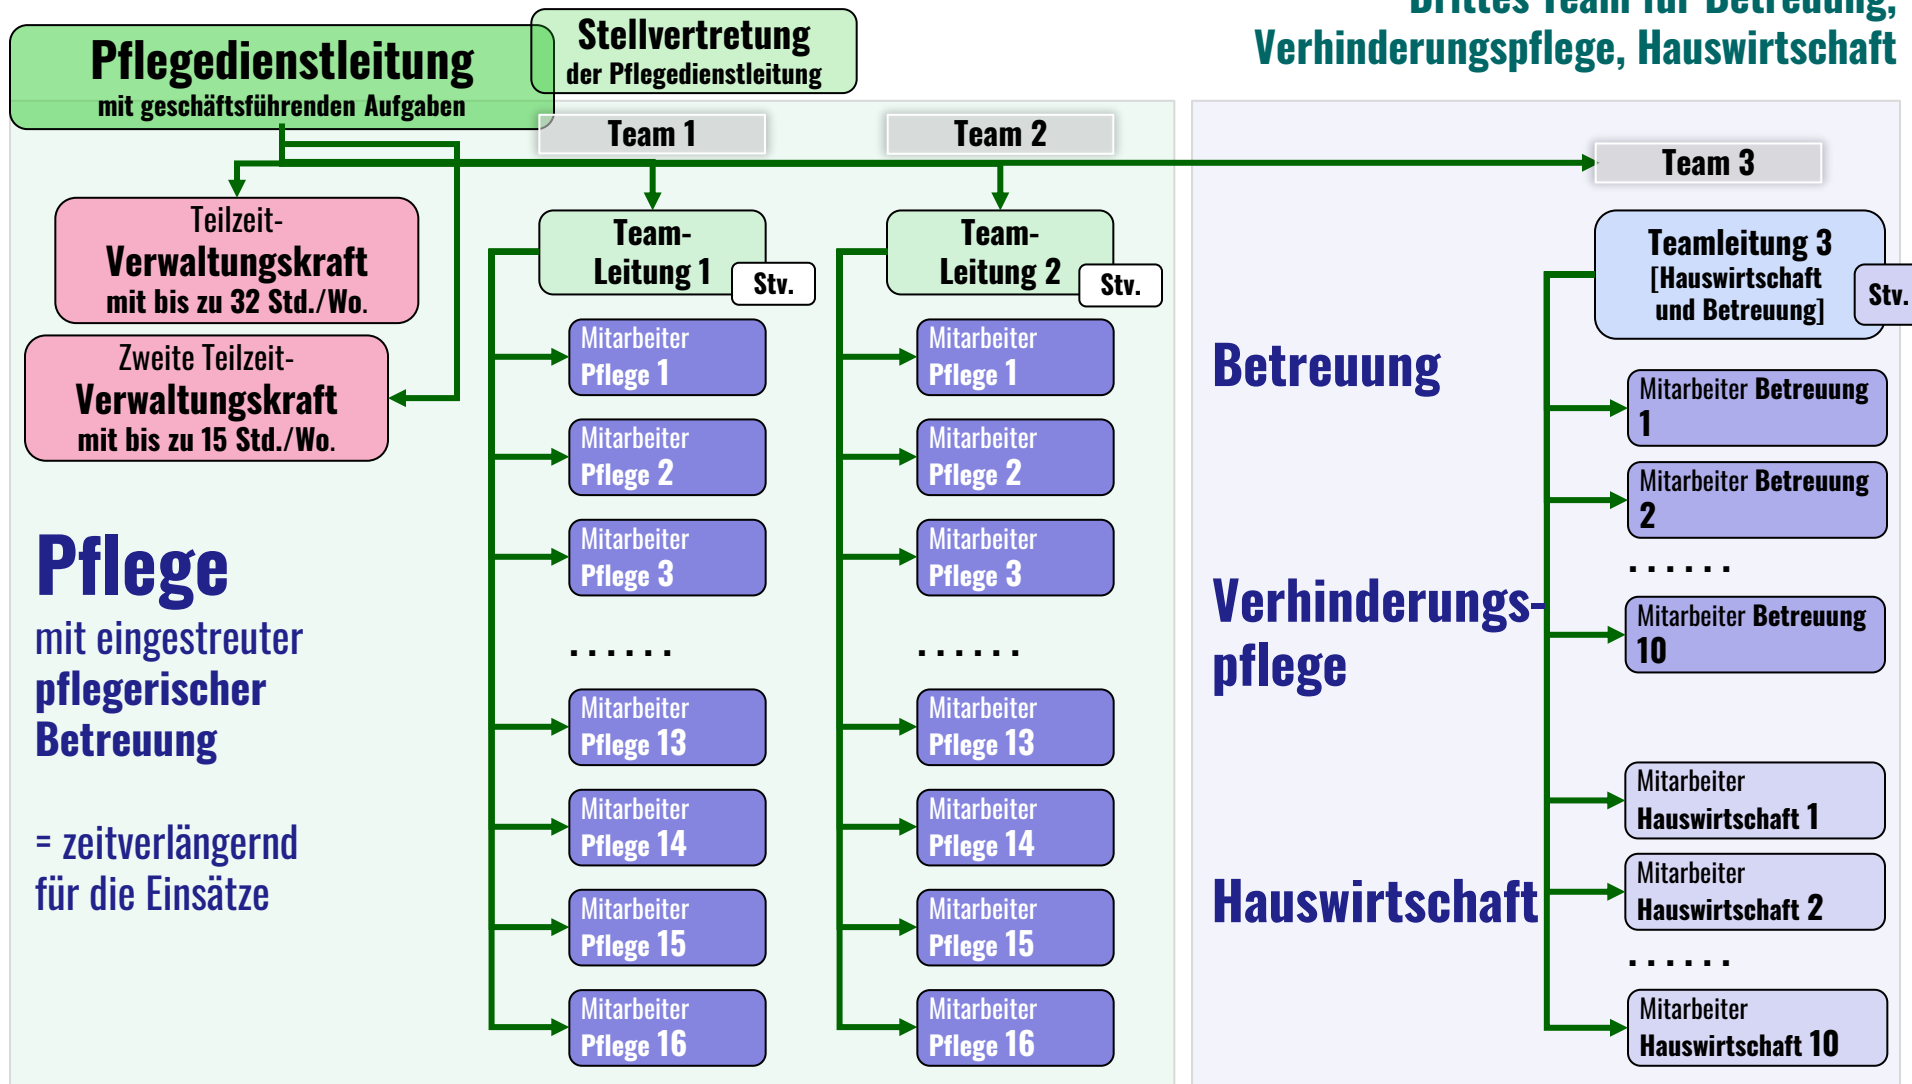 Drittes Team für Betreuung,
Verhinderungspflege, Hauswirtschaft
Pflegedienstleitung
mit geschäftsführenden Aufgaben
Stellvertretung
der Pflegedienstleitung
Teilzeit-
Verwaltungskraft
mit bis zu 32 Std./Wo.
Zweite Teilzeit-
Verwaltungskraft
mit bis zu 15 Std./Wo.
Pflege
mit eingestreuter
pflegerischer
Betreuung
= zeitverlängernd
für die Einsätze
Team 1
Team-
Leitung 1
Stv.
Mitarbeiter
Pflege 1
Mitarbeiter
Pflege 2
Mitarbeiter
Pflege 3
......
Mitarbeiter
Pflege 13
Mitarbeiter
Pflege 14
Mitarbeiter
Pflege 15
Mitarbeiter
Pflege 16
Team 2
Team-
Leitung 2
Stv.
Mitarbeiter
Pflege 1
Mitarbeiter
Pflege 2
Mitarbeiter
Pflege 3
......
Mitarbeiter
Pflege 13
Mitarbeiter
Pflege 14
Mitarbeiter
Pflege 15
Mitarbeiter
Pflege 16
Betreuung
Verhinderungs-
pflege
Hauswirtschaft
Team 3
Teamleitung 3
[Hauswirtschaft
und Betreuung]
Stv.
Mitarbeiter Betreuung
1
Mitarbeiter Betreuung
2
......
Mitarbeiter Betreuung
10
Mitarbeiter
Hauswirtschaft 1
Mitarbeiter
Hauswirtschaft 2
......
Mitarbeiter
Hauswirtschaft 10